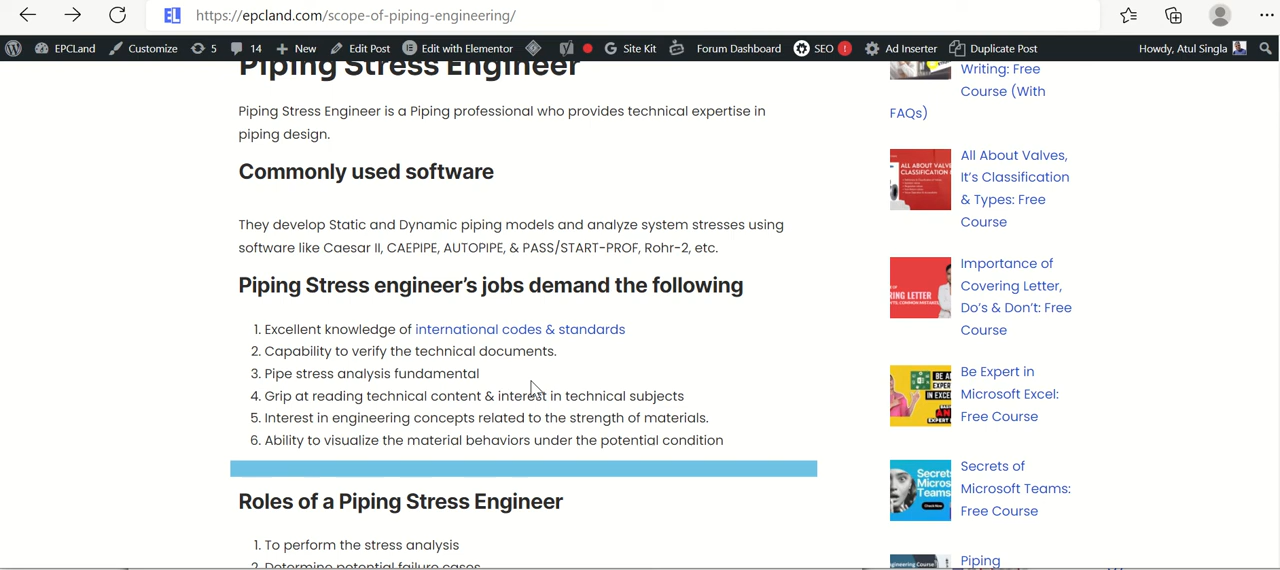 https://epcland.com/scope-of-piping-engineering/
EPCLand Customize 5 14 New Edit Post Edit with Elementor Site Kit Forum Dashboard SEO ! Ad Inserter Duplicate Post Howdy, Atul Singla
Piping Stress Engineer
Piping Stress Engineer is a Piping professional who provides technical expertise in
piping design.
Commonly used software
They develop Static and Dynamic piping models and analyze system stresses using
software like Caesar II, CAEPIPE, AUTOPIPE, & PASS/START-PROF, Rohr-2, etc.
Piping Stress engineer's jobs demand the following
1. Excellent knowledge of international codes & standards
2. Capability to verify the technical documents.
3. Pipe stress analysis fundamental
4. Grip at reading technical content & interest in technical subjects
5. Interest in engineering concepts related to the strength of materials.
6. Ability to visualize the material behaviors under the potential condition
Roles of a Piping Stress Engineer
1. To perform the stress analysis
2. Determine potential failure cases
Writing: Free
Course (With
FAQs)
All About Valves,
It's Classification
& Types: Free
Course
Importance of
Covering Letter,
Do's & Don't: Free
Course
Be Expert in
Microsoft Excel:
Free Course
Secrets of
Microsoft Teams:
Free Course
Piping